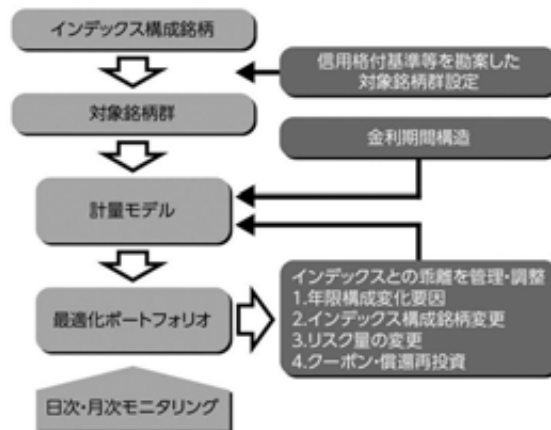 インデックス構成銘柄
信用格付基準等を勘案した
対象銘柄群設定
対象銘柄群
金利期間構造
計量モデル
最適化ポートフォリオ
インデックスとの乖離を管理・調整
1.年限構成変化要因
2.インデックス構成銘柄変更
3.リスク量の変更
4.クーポン・償還再投資
日次・月次モニタリング